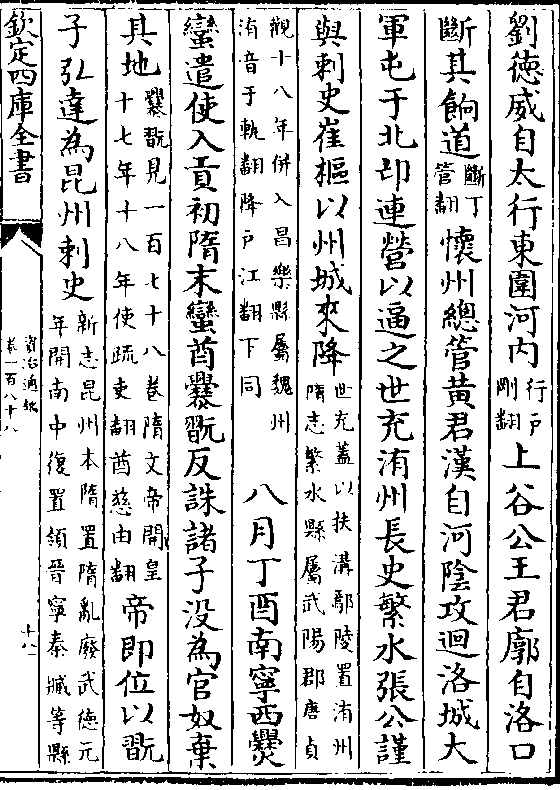 劉徳威自太行東圍河内行戸剛翻上谷公王君廓自洛口
斷其餉道斷丁管翻懷州總管黄君漢自河陰攻迴洛城大
軍屯于北邙連營以逼之世充洧州長史繁水張公謹
與刺史崔樞以州城來降世充蓋以扶溝鄢陵置洧州隋志繁水縣屬武陽郡唐貞
觀十八年併入昌樂縣屬魏州洧音于軌翻降戸江翻下同 八月丁酉南寧西爨
蠻遣使入貢初隋末蠻酋爨翫反誅諸子没為官奴棄
其地爨翫見一百七十八卷隋文帝開皇十七年十八年使疏吏翻酋慈由翻帝即位以翫
子弘達為昆州刺史新志昆州本隋置隋亂廢武德元年開南中復置領晉寧秦臧等縣
欽定四庫全書
資治通鑑
卷一百八十八
十八